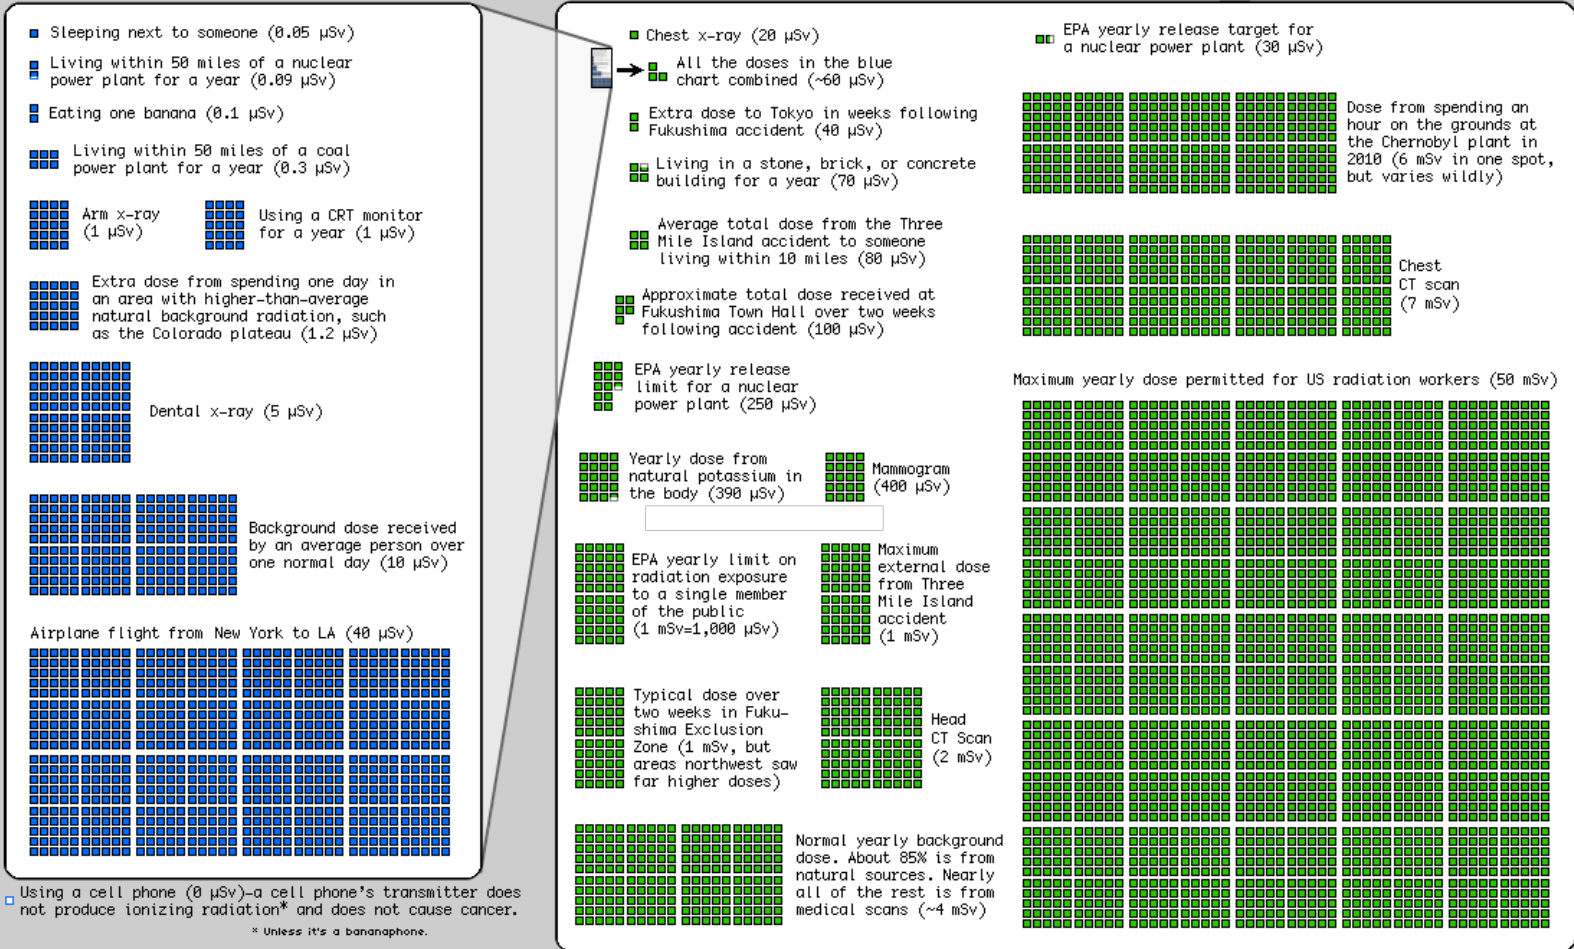 Sleeping next to someone (0.05 µSv)
Living within 50 miles of a nuclear
power plant for a year (0.09 µSv)
Eating one banana (0.1 µSv)
Living within 50 miles of a coal
power plant for a year (0.3 µSv)
Arm x-ray
(1 µSv)
Using a CRT monitor
for a year (1 µSv)
Extra dose from spending one day in
an area with higher-than-average
natural background radiation, such
as the Colorado plateau (1.2 µSv)
Dental x-ray (5 µSv)
Background dose received
by an average person over
one normal day (10 µSv)
Airplane flight from New York to LA (40 µSv)
Using a cell phone (0 µSv)-a cell phone's transmitter does
not produce ionizing radiation* and does not cause cancer.
* Unless it's a bananaphone.
Chest x-ray (20 µSv)
All the doses in the blue
chart combined (~60 µSv)
Extra dose to Tokyo in weeks following
Fukushima accident (40 µSv)
Living in a stone, brick, or concrete
building for a year (70 µSv)
Average total dose from the Three
Mile Island accident to someone
living within 10 miles (80 µSv)
Approximate total dose received at
Fukushima Town Hall over two weeks
following accident (100 µSv)
EPA yearly release
limit for a nuclear
power plant (250 µSv)
Yearly dose from
natural potassium in
the body (390 µSv)
Mammogram
(400 µSv)
EPA yearly limit on
radiation exposure
to a single member
of the public
(1 mSv=1,000 µSv)
Maximum
external dose
from Three
Mile Island
accident
(1 mSv)
Typical dose over
two weeks in Fuku-
shima Exclusion
Zone (1 mSv, but
areas northwest saw
far higher doses)
Head
CT Scan
(2 mSv)
Normal yearly background
dose. About 85% is from
natural sources. Nearly
all of the rest is from
medical scans (~4 mSv)
EPA yearly release target for
a nuclear power plant (30 µSv)
Dose from spending an
hour on the grounds at
the Chernobyl plant in
2010 (6 mSv in one spot,
but varies wildly)
Chest
CT scan
(7 mSv)
Maximum yearly dose permitted for US radiation workers (50 mSv)